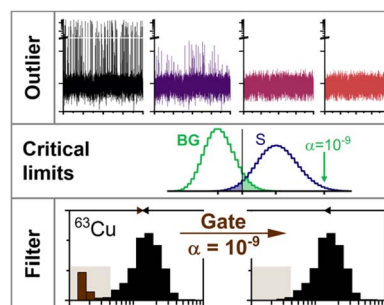 Outlier
Critical limits
BG
S
α=10⁻⁹
Filter
⁶³Cu
Gate
α = 10⁻⁹